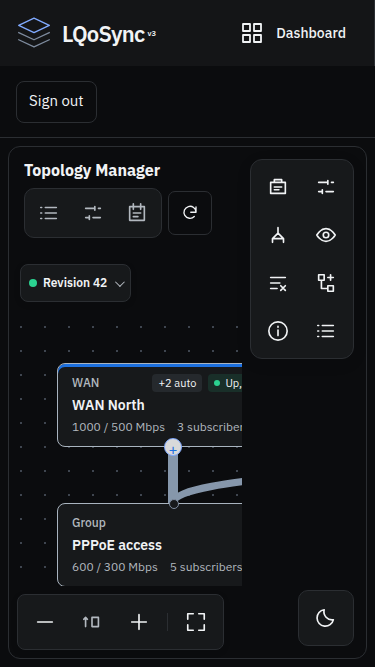 LQoSync v3
Dashboard
Sign out
Topology Manager
Revision 42
WAN
+2 auto
Up,
WAN North
1000 / 500 Mbps
3 subscriber
Group
PPPoE access
600 / 300 Mbps
5 subscribers